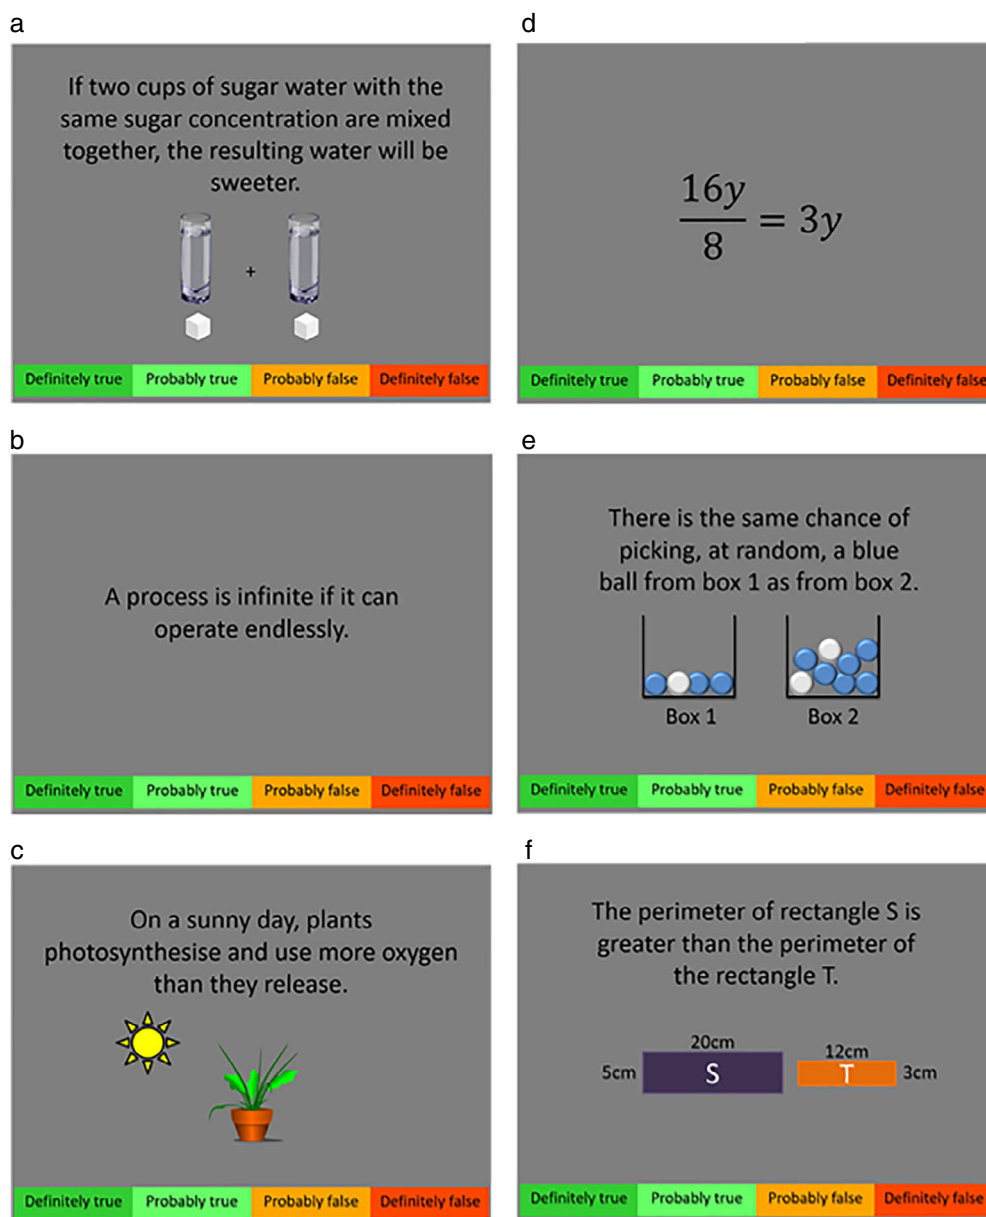 a
If two cups of sugar water with the
same sugar concentration are mixed
together, the resulting water will be
sweeter.
+
Definitely true Probably true Probably false Definitely false
b
A process is infinite if it can
operate endlessly.
Definitely true Probably true Probably false Definitely false
c
On a sunny day, plants
photosynthesise and use more oxygen
than they release.
Definitely true Probably true Probably false Definitely false
d
16y/8 = 3y
Definitely true Probably true Probably false Definitely false
e
There is the same chance of
picking, at random, a blue
ball from box 1 as from box 2.
Box 1 Box 2
Definitely true Probably true Probably false Definitely false
f
The perimeter of rectangle S is
greater than the perimeter of
the rectangle T.
20cm 12cm
5cm S T 3cm
Definitely true Probably true Probably false Definitely false